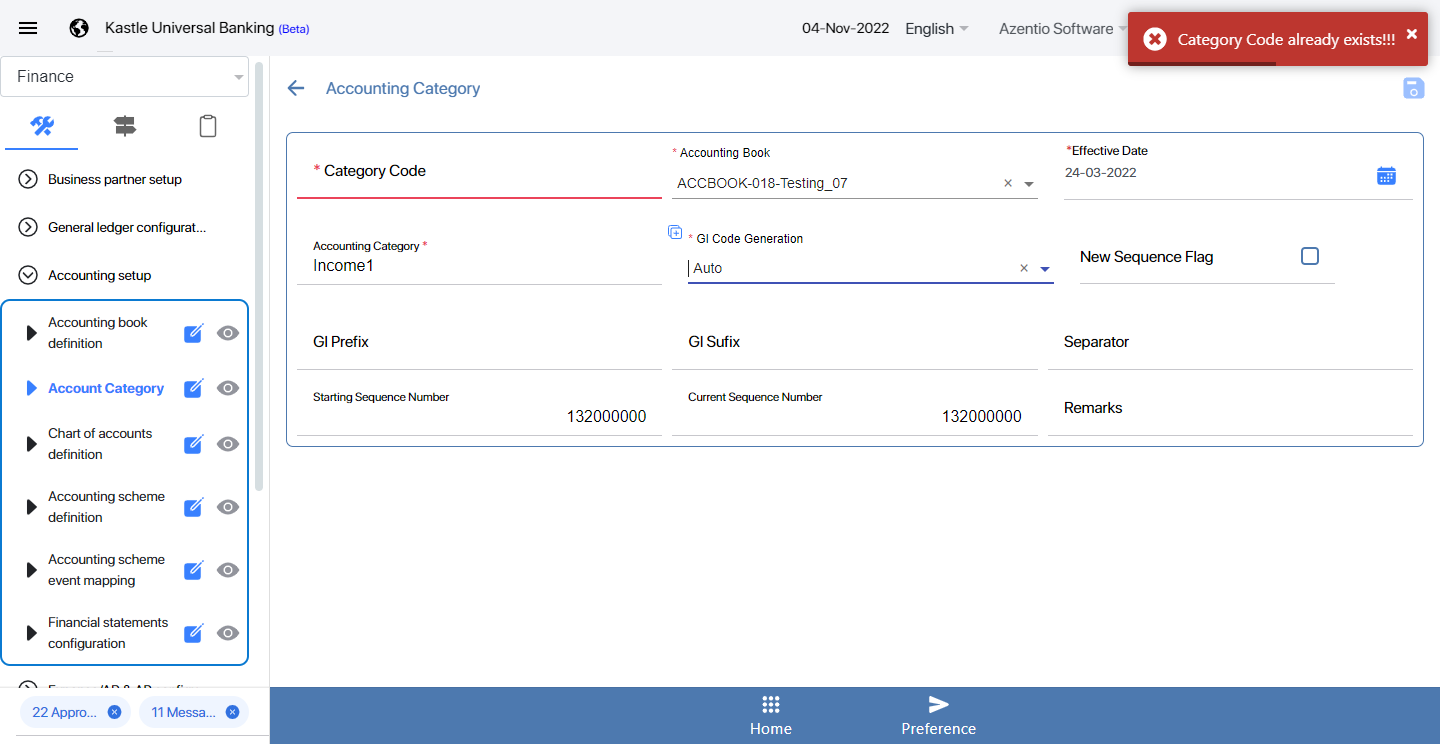 Kastle Universal Banking (Beta)
04-Nov-2022
English
Azentio Software
Category Code already exists!!!
Finance
Accounting Category
Business partner setup
General ledger configurat...
Accounting setup
Accounting book
definition
Account Category
Chart of accounts
definition
Accounting scheme
definition
Accounting scheme
event mapping
Financial statements
configuration
22 Appro...
11 Messa...
* Category Code
* Accounting Book
ACCBOOK-018-Testing_07
*Effective Date
24-03-2022
Accounting Category *
Income1
* Gl Code Generation
Auto
New Sequence Flag
Gl Prefix
Gl Sufix
Separator
Starting Sequence Number
132000000
Current Sequence Number
132000000
Remarks
Home
Preference